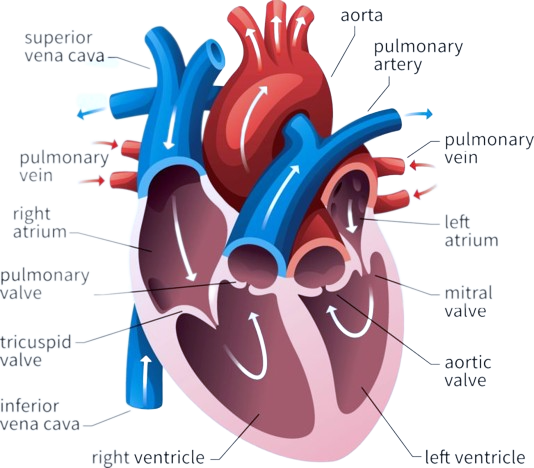 aorta
superior
vena cava
pulmonary
artery
pulmonary
vein
pulmonary
vein
right
atrium
left
atrium
pulmonary
valve
mitral
valve
tricuspid
valve
aortic
valve
inferior
vena cava
right ventricle
left ventricle